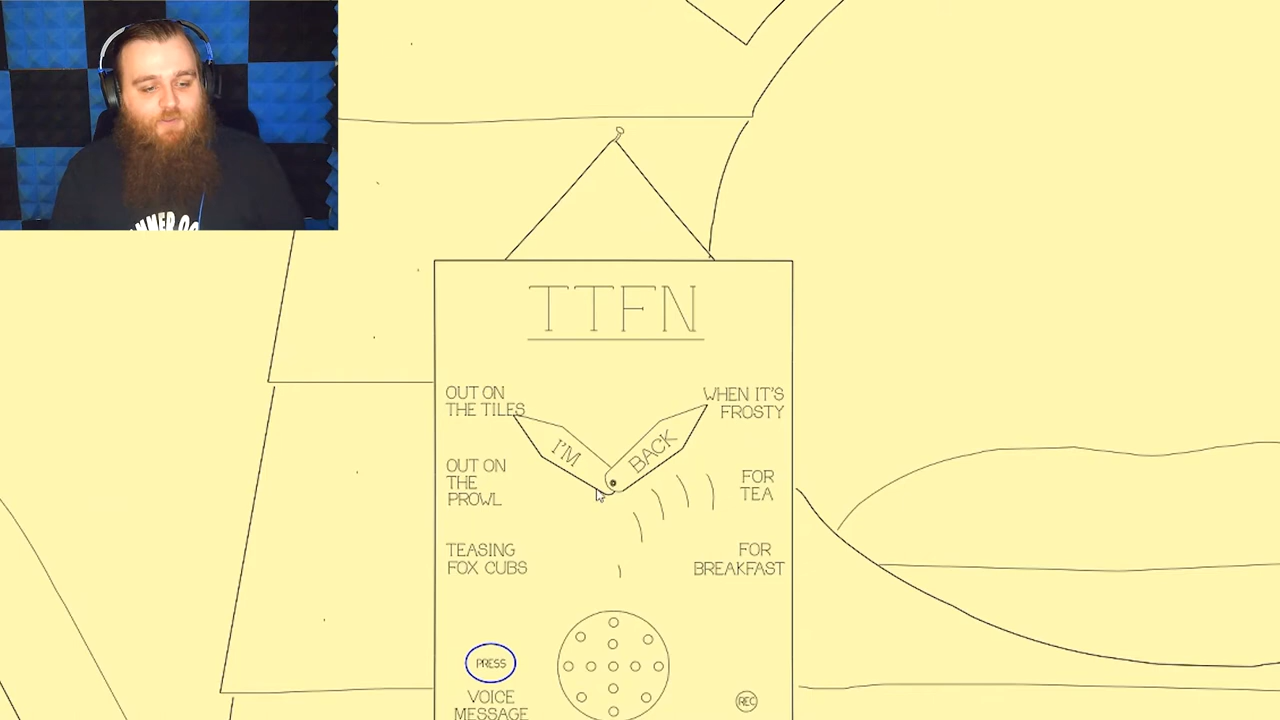 TTFN
OUT ON
THE TILES
WHEN IT'S
FROSTY
I'M
BACK
OUT ON
THE
PROWL
FOR
TEA
TEASING
FOX CUBS
FOR
BREAKFAST
PRESS
VOICE
MESSAGE
REC